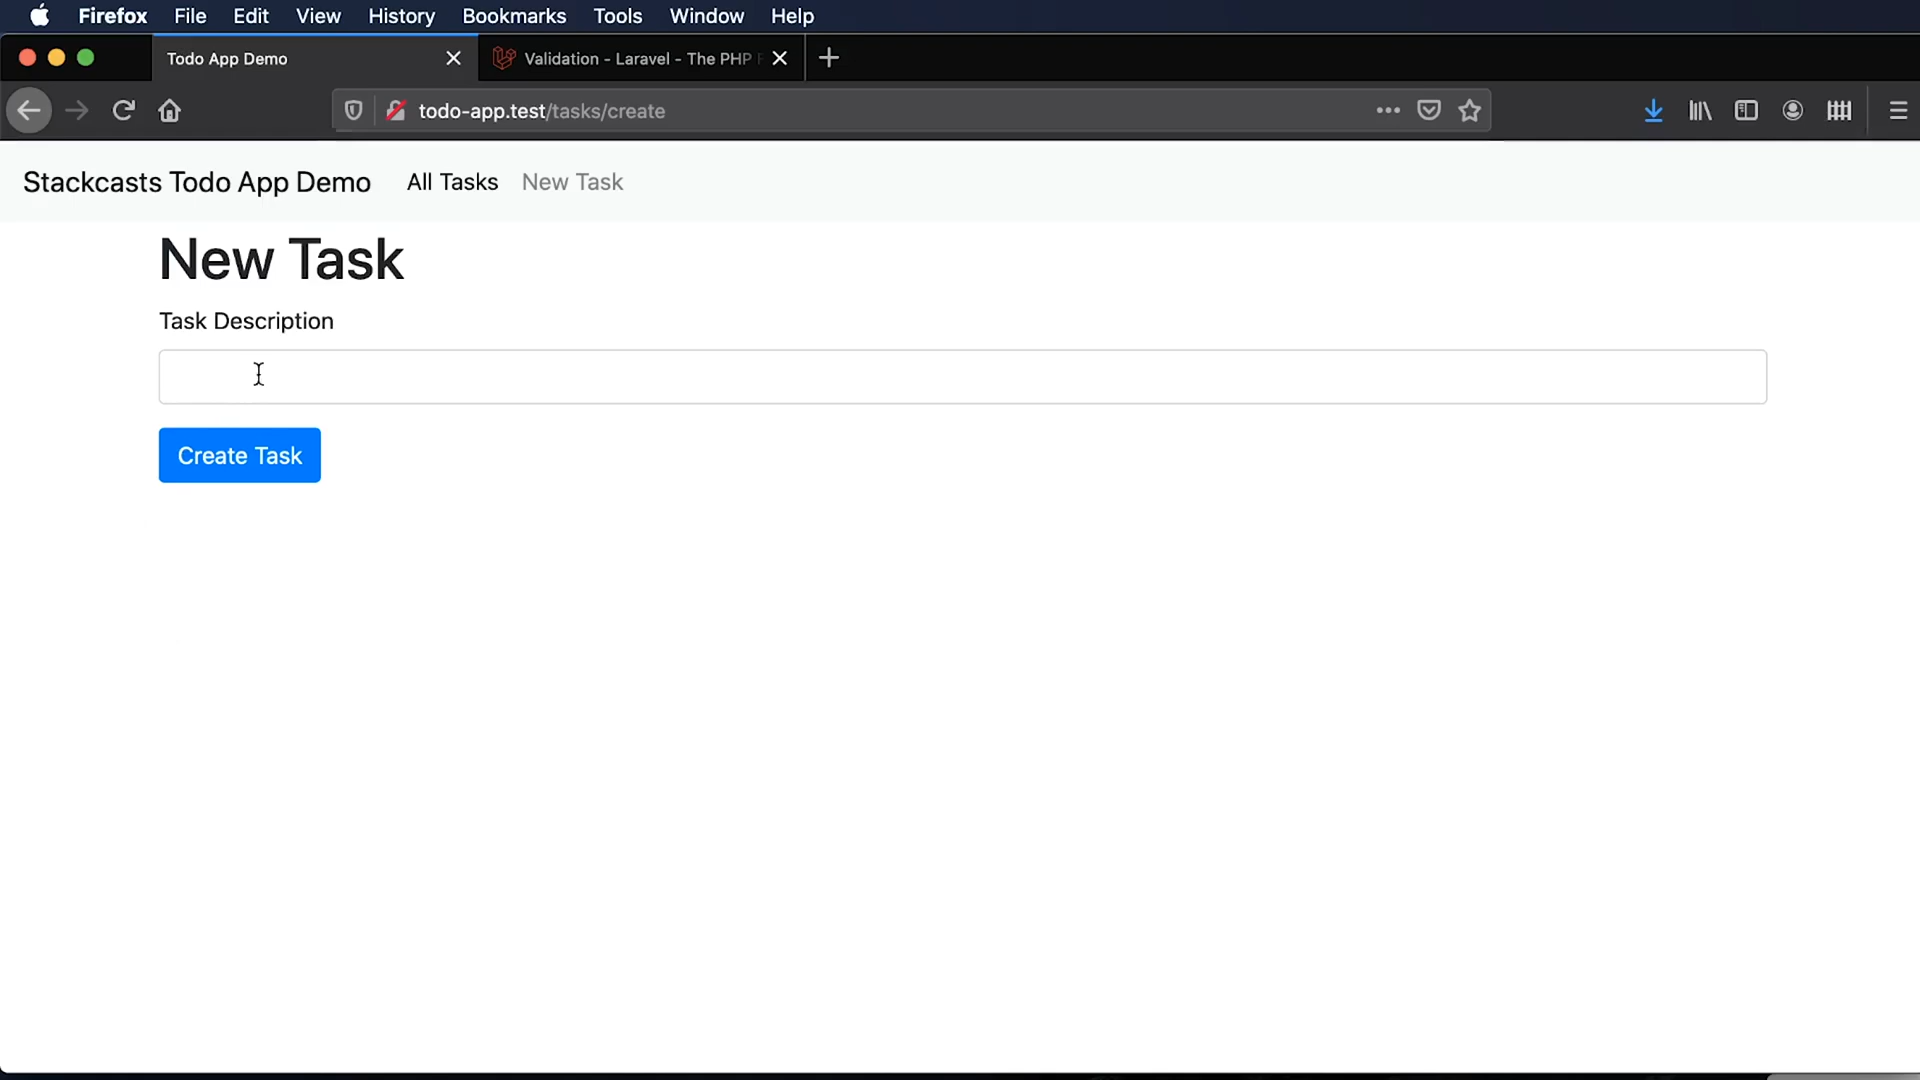 Firefox File Edit View History Bookmarks Tools Window Help
Todo App Demo Validation - Laravel - The PHP
todo-app.test/tasks/create
Stackcasts Todo App Demo All Tasks New Task
New Task
Task Description
Create Task